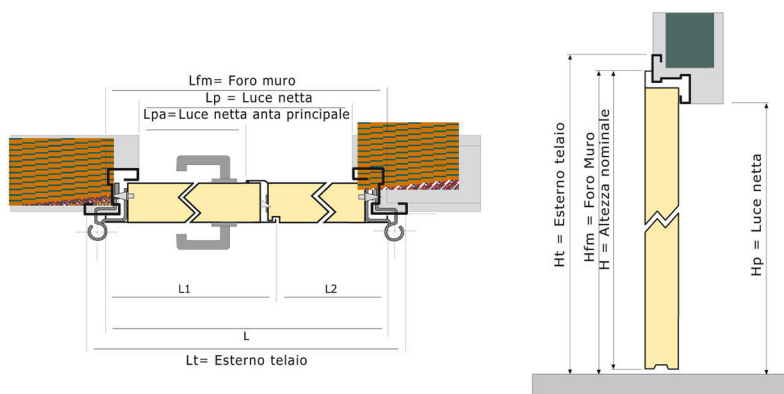 Lfm= Foro muro
Lp = Luce netta
Lpa=Luce netta anta principale
L1
L2
L
Lt= Esterno telaio
Ht = Esterno telaio
Hfm = Foro Muro
H = Altezza nominale
Hp = Luce netta